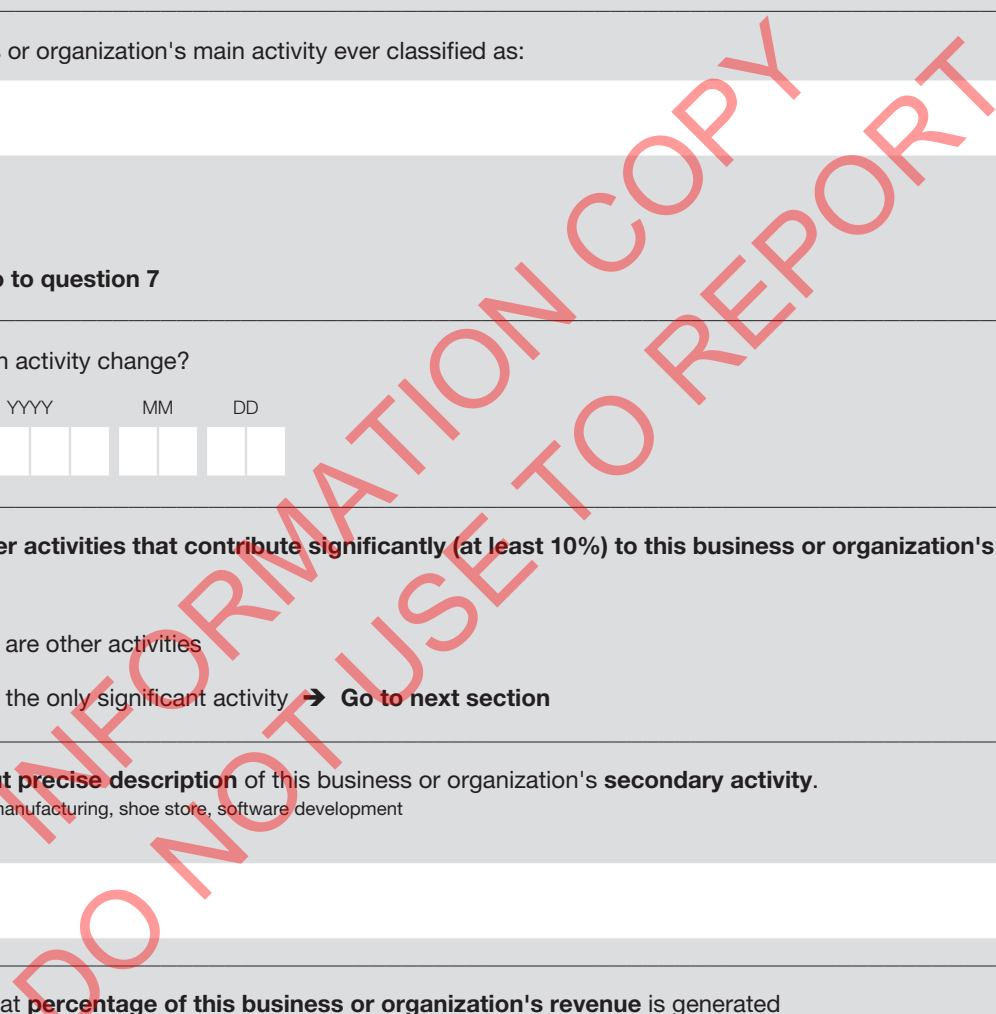 or organization's main activity ever classified as:
to question 7
activity change?
YYYY MM DD
activities that contribute significantly (at least 10%) to this business or organization's
are other activities
the only significant activity ➔ Go to next section
precise description of this business or organization's secondary activity.
manufacturing, shoe store, software development
percentage of this business or organization's revenue is generated
INFORMATION COPY
DO NOT USE TO REPORT